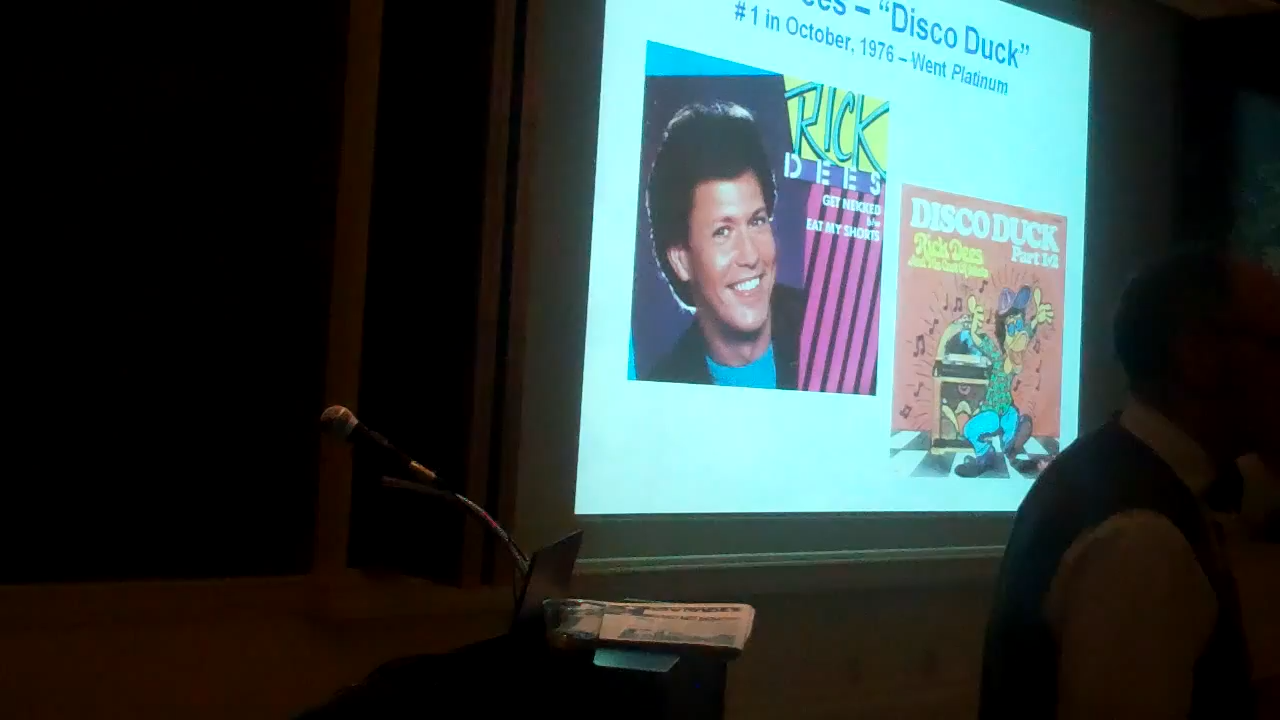 ees – “Disco Duck”
# 1 in October, 1976 – Went Platinum
RICK
DEES
GET NEKKED
b/w
EAT MY SHORTS
DISCO DUCK
Part 1&2
Rick Dees